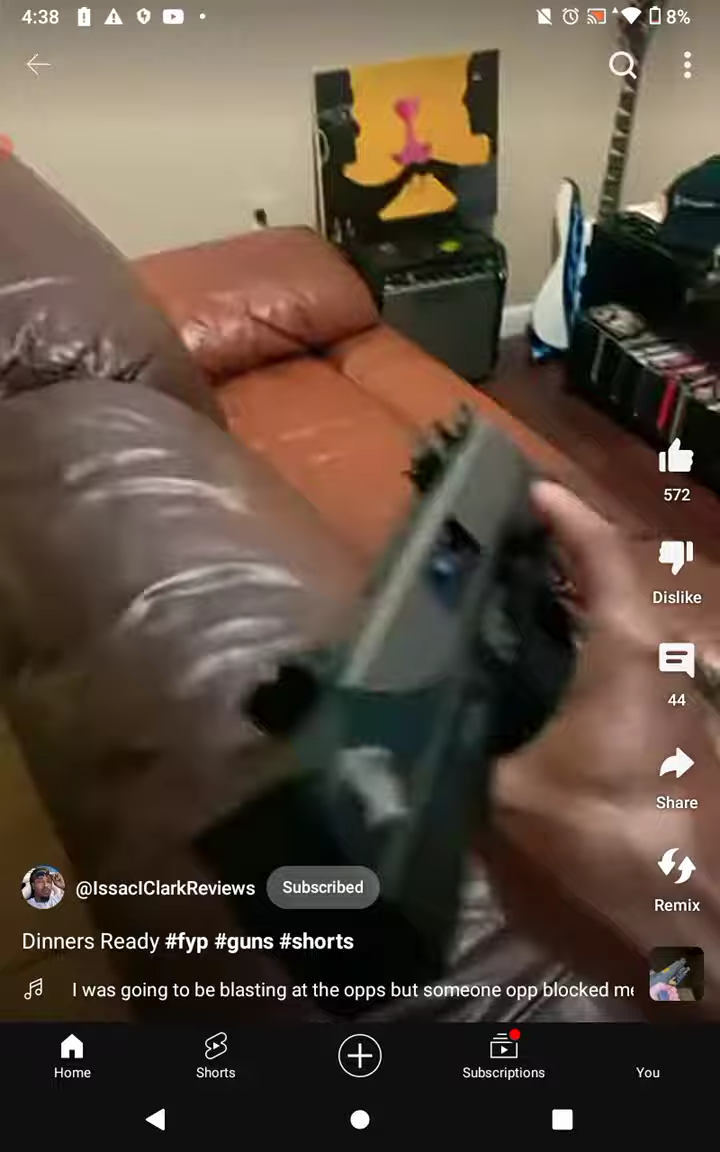 4:38
8%
572
Dislike
44
Share
Remix
@IssacIClarkReviews
Subscribed
Dinners Ready #fyp #guns #shorts
I was going to be blasting at the opps but someone opp blocked me
Home
Shorts
Subscriptions
You